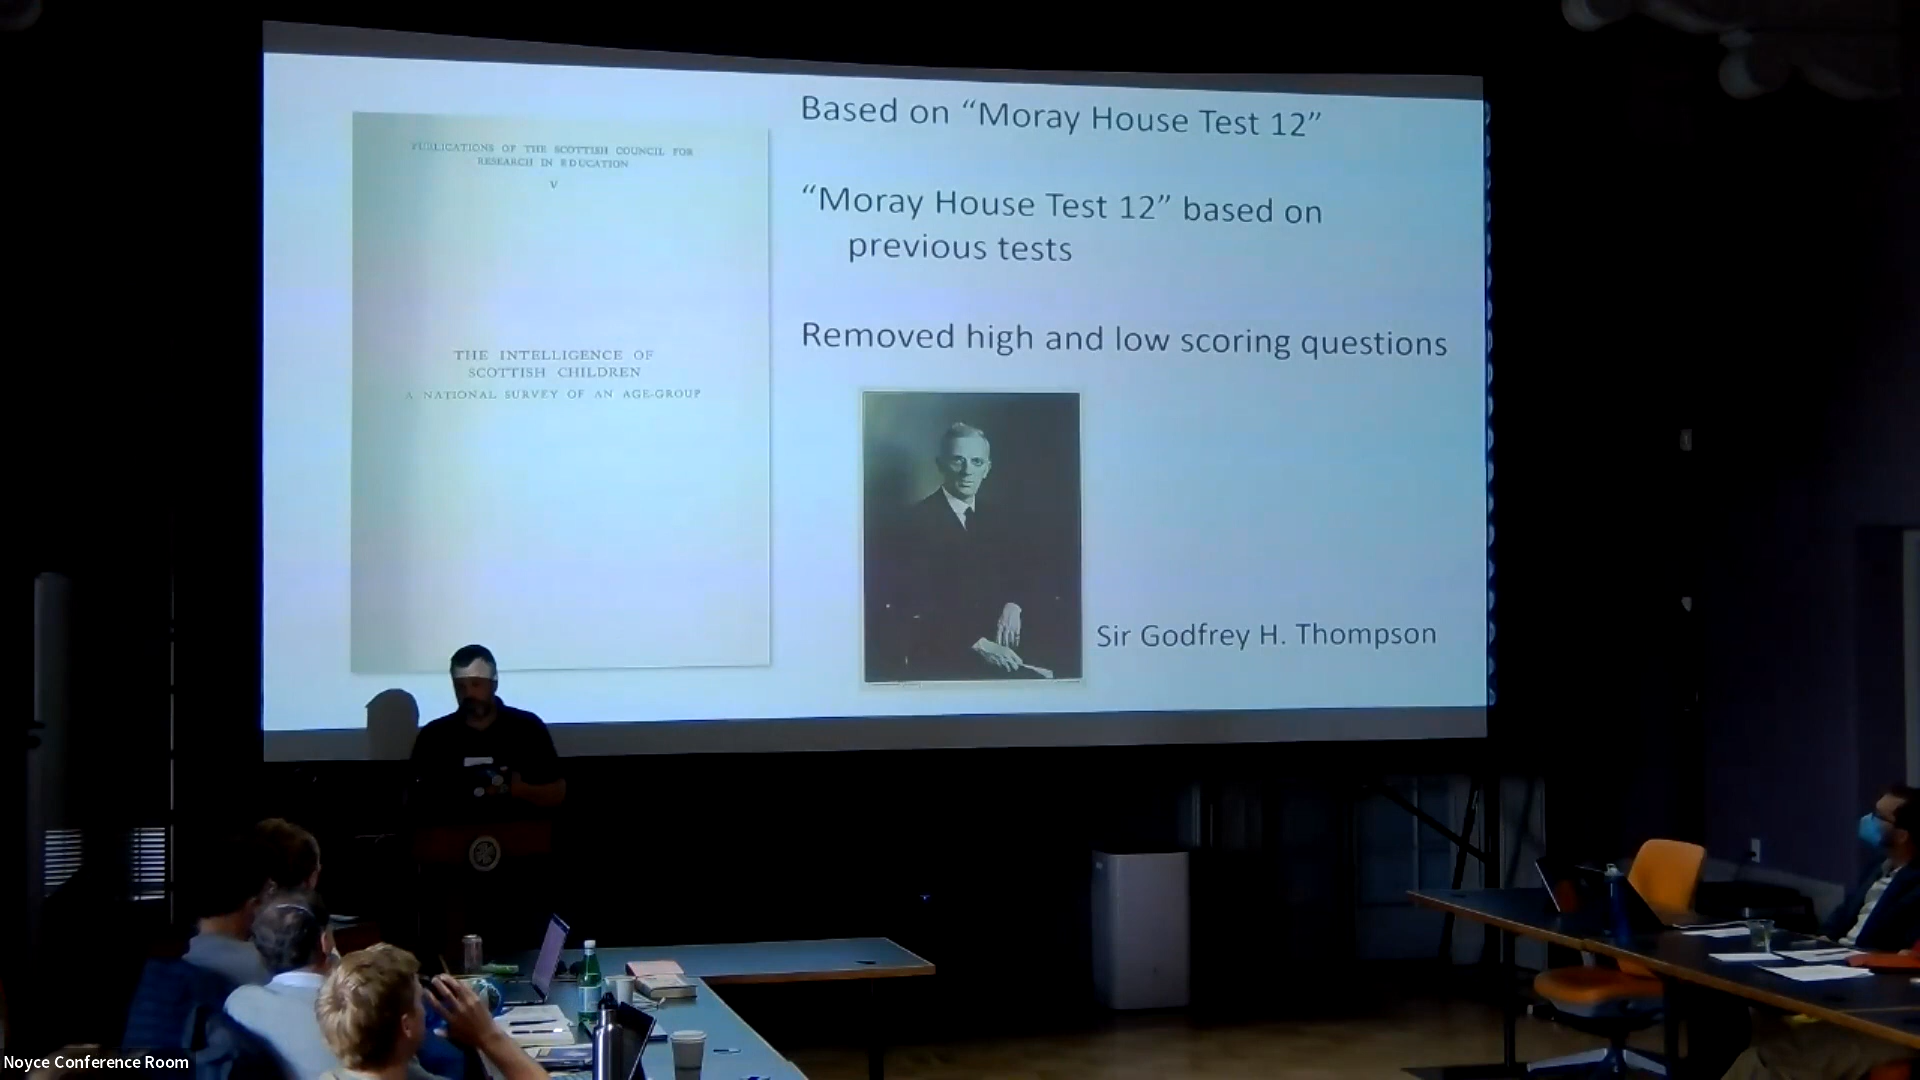 PUBLICATIONS OF THE SCOTTISH COUNCIL FOR
RESEARCH IN EDUCATION
V
THE INTELLIGENCE OF
SCOTTISH CHILDREN
A NATIONAL SURVEY OF AN AGE-GROUP
Based on “Moray House Test 12”
“Moray House Test 12” based on
previous tests
Removed high and low scoring questions
Sir Godfrey H. Thompson
Noyce Conference Room